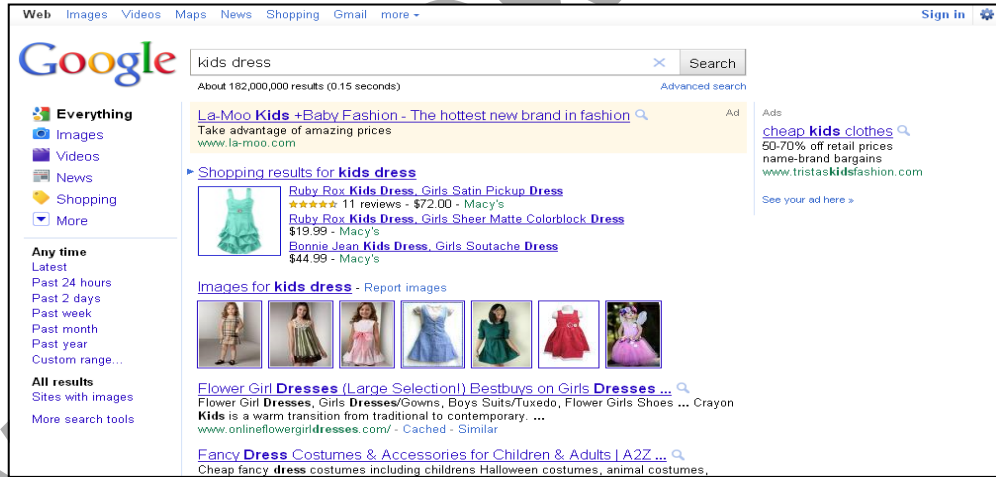 Web Images Videos Maps News Shopping Gmail more
Sign in
Google
kids dress
Search
About 182,000,000 results (0.15 seconds)
Advanced search
Everything
Images
Videos
News
Shopping
More
Any time
Latest
Past 24 hours
Past 2 days
Past week
Past month
Past year
Custom range...
All results
Sites with images
More search tools
La-Moo Kids +Baby Fashion - The hottest new brand in fashion
Ad
Take advantage of amazing prices
www.la-moo.com
Shopping results for kids dress
Ruby Rox Kids Dress, Girls Satin Pickup Dress
11 reviews - $72.00 - Macy's
Ruby Rox Kids Dress, Girls Sheer Matte Colorblock Dress
$19.99 - Macy's
Bonnie Jean Kids Dress, Girls Soutache Dress
$44.99 - Macy's
Images for kids dress - Report images
Flower Girl Dresses (Large Selection!) Bestbuys on Girls Dresses ...
Flower Girl Dresses, Girls Dresses/Gowns, Boys Suits/Tuxedo, Flower Girls Shoes ... Crayon
Kids is a warm transition from traditional to contemporary. ...
www.onlineflowergirldresses.com/ - Cached - Similar
Fancy Dress Costumes & Accessories for Children & Adults | A2Z ...
Cheap fancy dress costumes including childrens Halloween costumes, animal costumes,
Ads
cheap kids clothes
50-70% off retail prices
name-brand bargains
www.tristaskidsfashion.com
See your ad here »